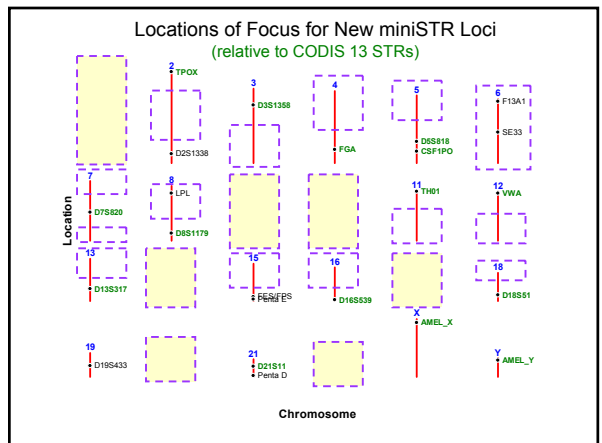 Locations of Focus for New miniSTR Loci
(relative to CODIS 13 STRs)
2
TPOX
D2S1338
3
D3S1358
4
FGA
5
D5S818
CSF1PO
6
F13A1
SE33
7
D7S820
8
LPL
D8S1179
11
TH01
12
VWA
13
D13S317
15
FES/FPS
Penta E
16
D16S539
18
D18S51
19
D19S433
21
D21S11
Penta D
X
AMEL_X
Y
AMEL_Y
Location
Chromosome